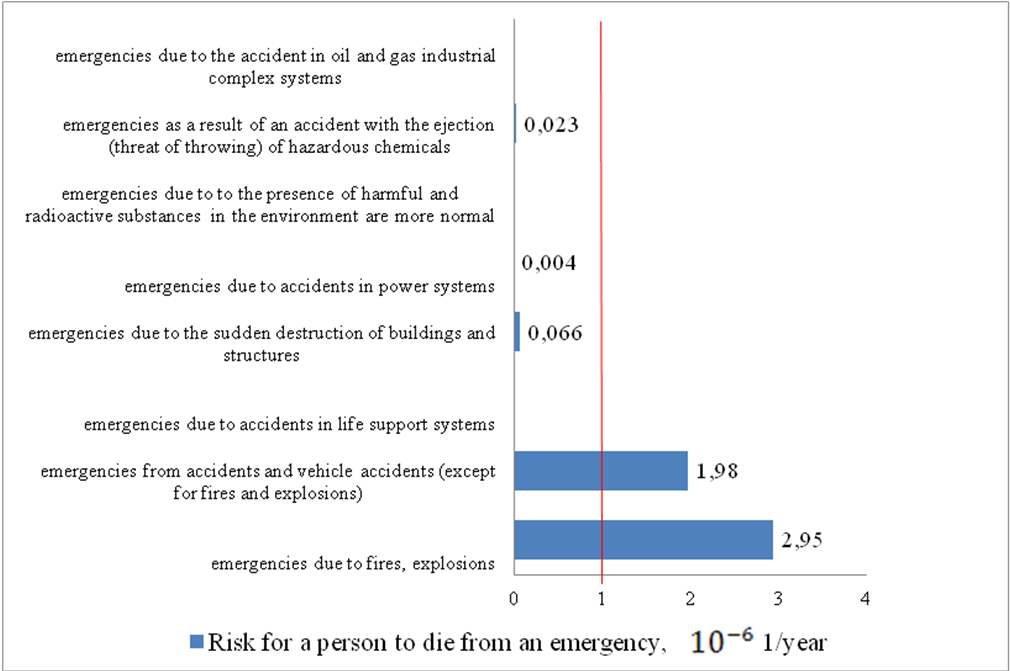 emergencies due to the accident in oil and gas industrial
complex systems
emergencies as a result of an accident with the ejection
(threat of throwing) of hazardous chemicals
0,023
emergencies due to to the presence of harmful and
radioactive substances in the environment are more normal
emergencies due to accidents in power systems
0,004
emergencies due to the sudden destruction of buildings and
structures
0,066
emergencies due to accidents in life support systems
emergencies from accidents and vehicle accidents (except
for fires and explosions)
1,98
emergencies due to fires, explosions
2,95
0 1 2 3 4
Risk for a person to die from an emergency, 10⁻⁶ 1/year